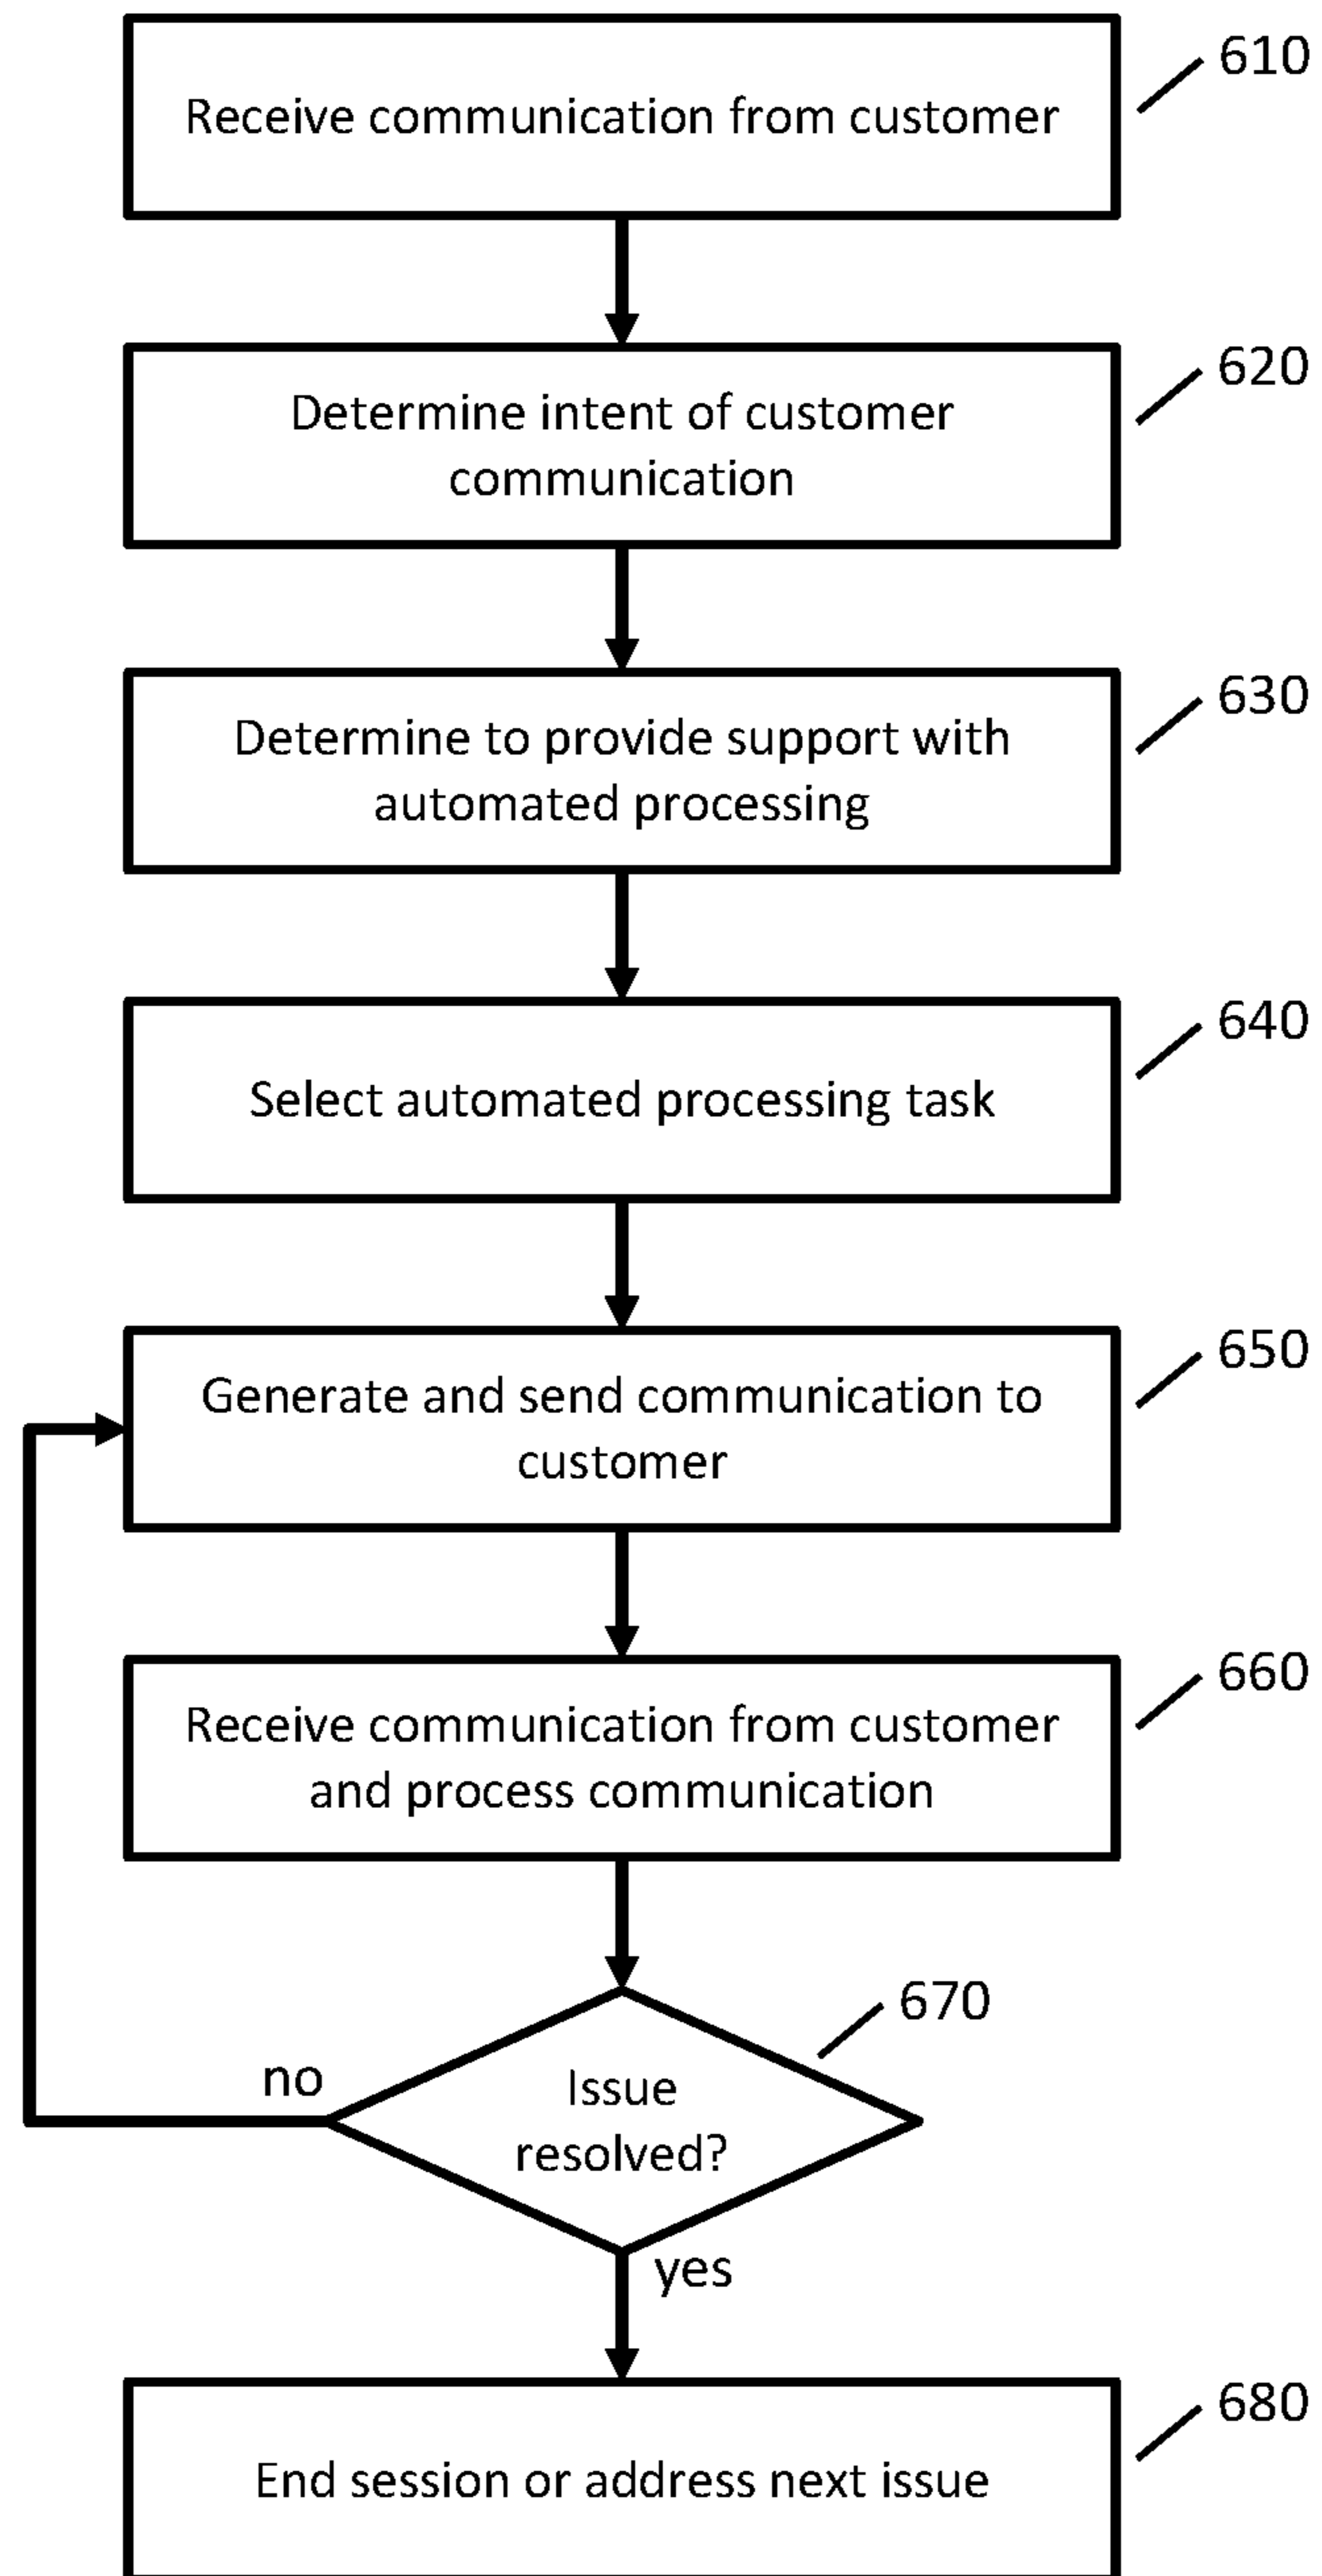 610
Receive communication from customer
620
Determine intent of customer
communication
630
Determine to provide support with
automated processing
640
Select automated processing task
650
Generate and send communication to
customer
660
Receive communication from customer
and process communication
670
no
Issue
resolved?
yes
680
End session or address next issue